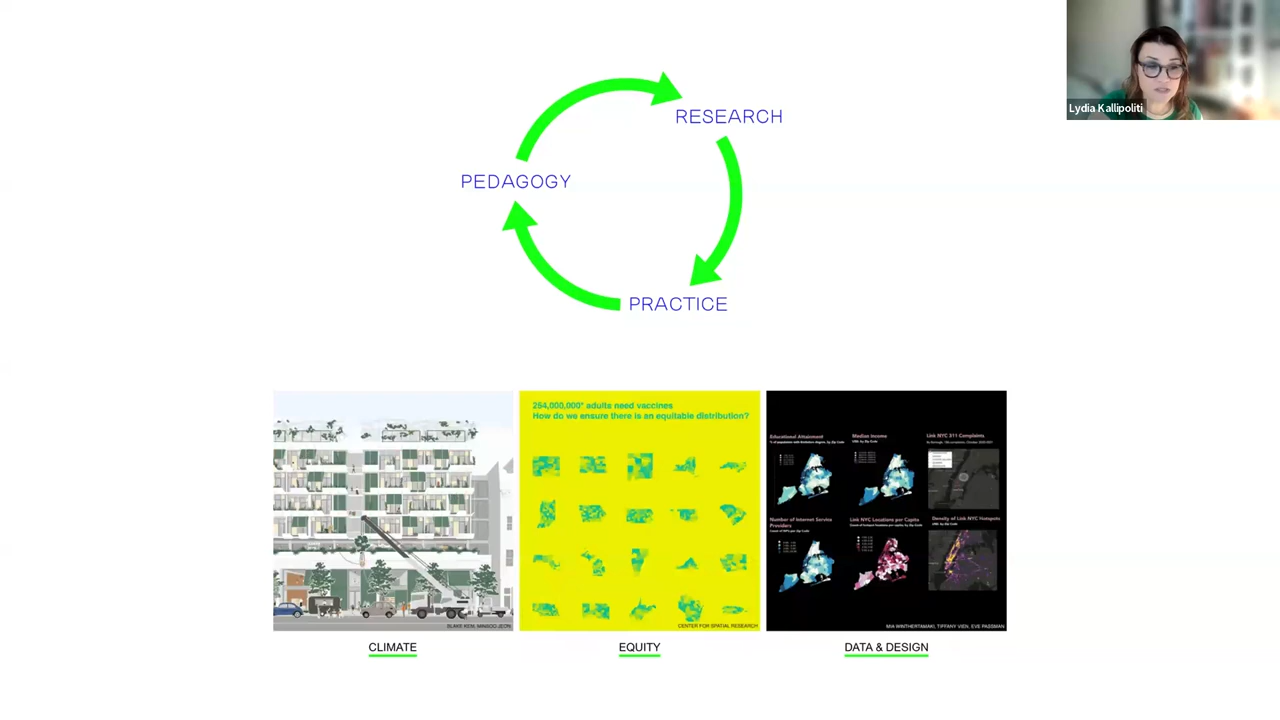 Lydia Kallipoliti
RESEARCH
PEDAGOGY
PRACTICE
264,000,000* adults need vaccines
How do we ensure there is an equitable distribution?
CENTER FOR SPATIAL RESEARCH
Educational Attainment
Median Income
Link NYC 311 Complaints
Number of Internet Service
Providers
Link NYC Locations per Capita
Density of Link NYC Hotspots
MIA WINTHERTAMAKI, TIFFANY VIEN, EVE PASSMAN
CLIMATE
EQUITY
DATA & DESIGN